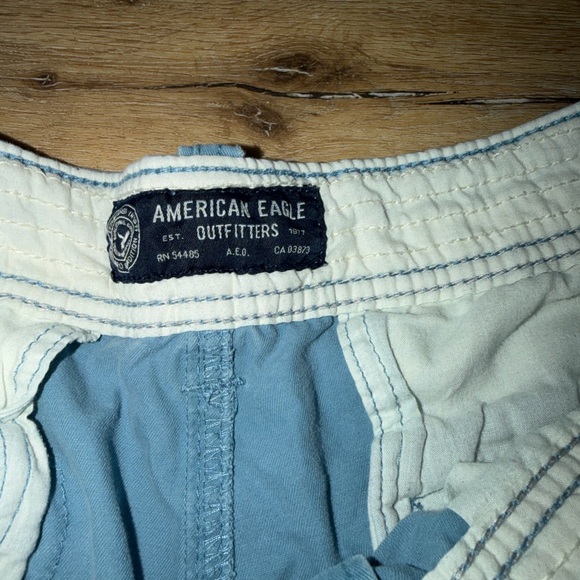 AMERICAN EAGLE
EST. OUTFITTERS 1977
RN 54485 A.E.O. CA 03873